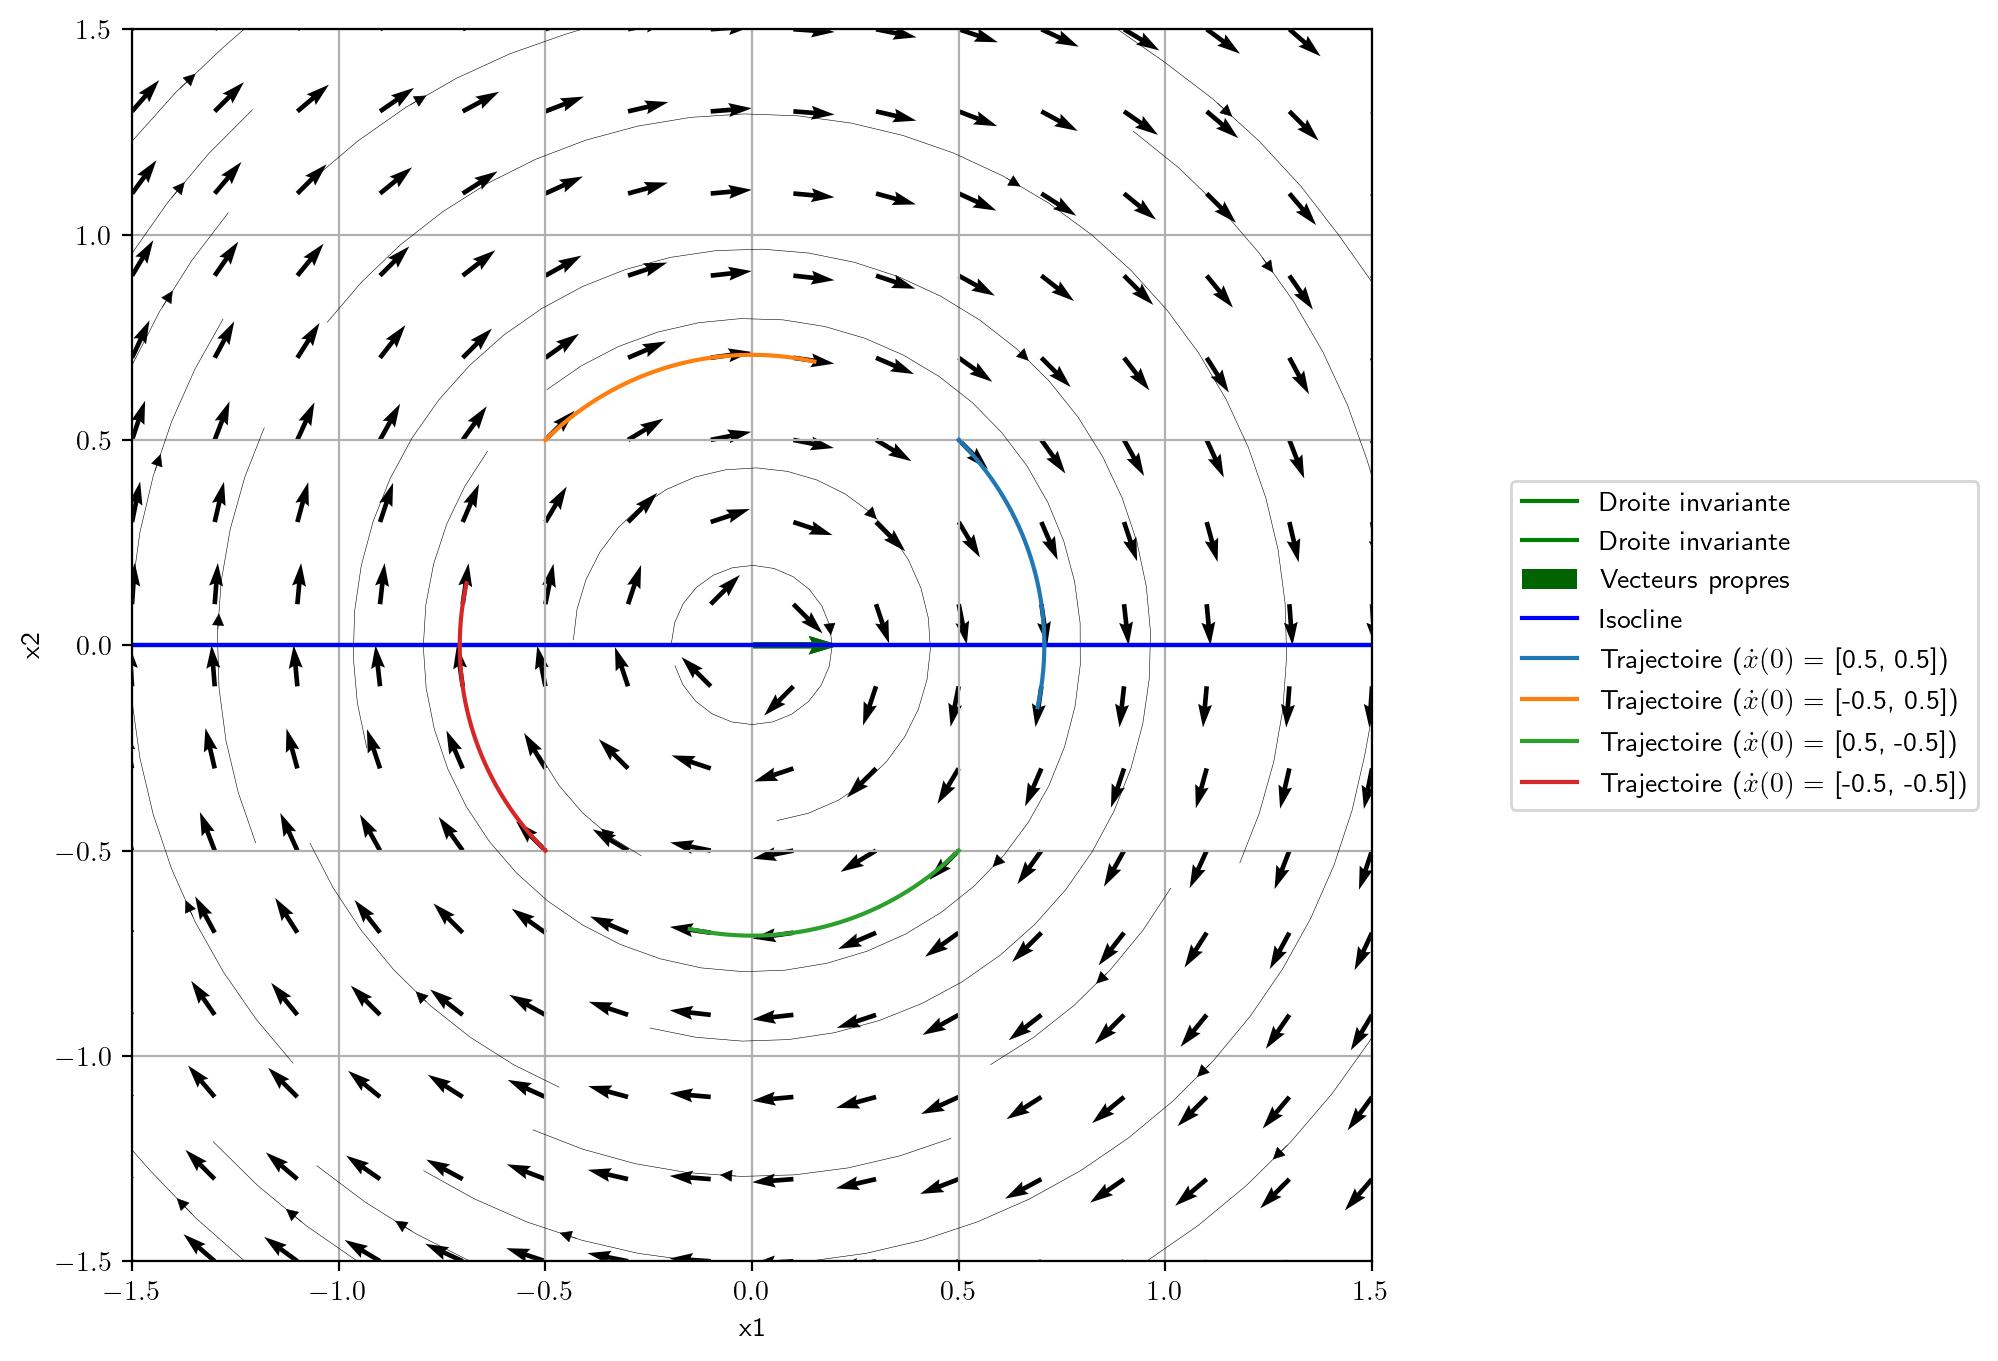 1.5
1.0
0.5
0.0
−0.5
−1.0
−1.5
x2
−1.5
−1.0
−0.5
0.0
0.5
1.0
1.5
x1
Droite invariante
Droite invariante
Vecteurs propres
Isocline
Trajectoire (ẋ(0) = [0.5, 0.5])
Trajectoire (ẋ(0) = [-0.5, 0.5])
Trajectoire (ẋ(0) = [0.5, -0.5])
Trajectoire (ẋ(0) = [-0.5, -0.5])